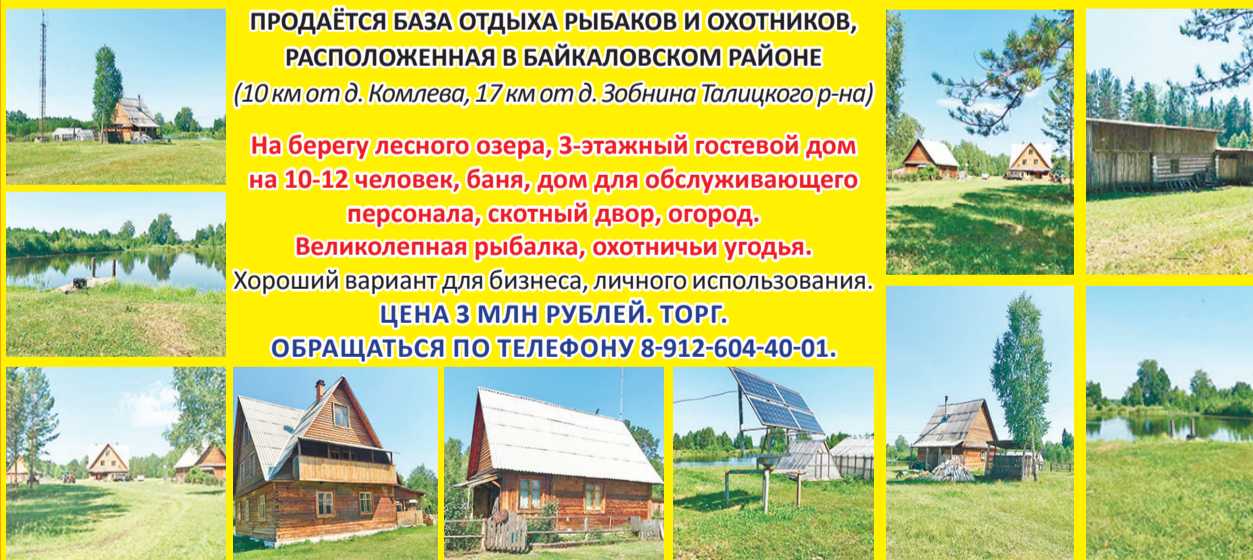 ПРОДАЁТСЯ БАЗА ОТДЫХА РЫБАКОВ И ОХОТНИКОВ,
РАСПОЛОЖЕННАЯ В БАЙКАЛОВСКОМ РАЙОНЕ
(10 км от д. Комлева, 17 км от д. Зобнина Талицкого р-на)
На берегу лесного озера, 3-этажный гостевой дом
на 10-12 человек, баня, дом для обслуживающего
персонала, скотный двор, огород.
Великолепная рыбалка, охотничьи угодья.
Хороший вариант для бизнеса, личного использования.
ЦЕНА 3 МЛН РУБЛЕЙ. ТОРГ.
ОБРАЩАТЬСЯ ПО ТЕЛЕФОНУ 8-912-604-40-01.